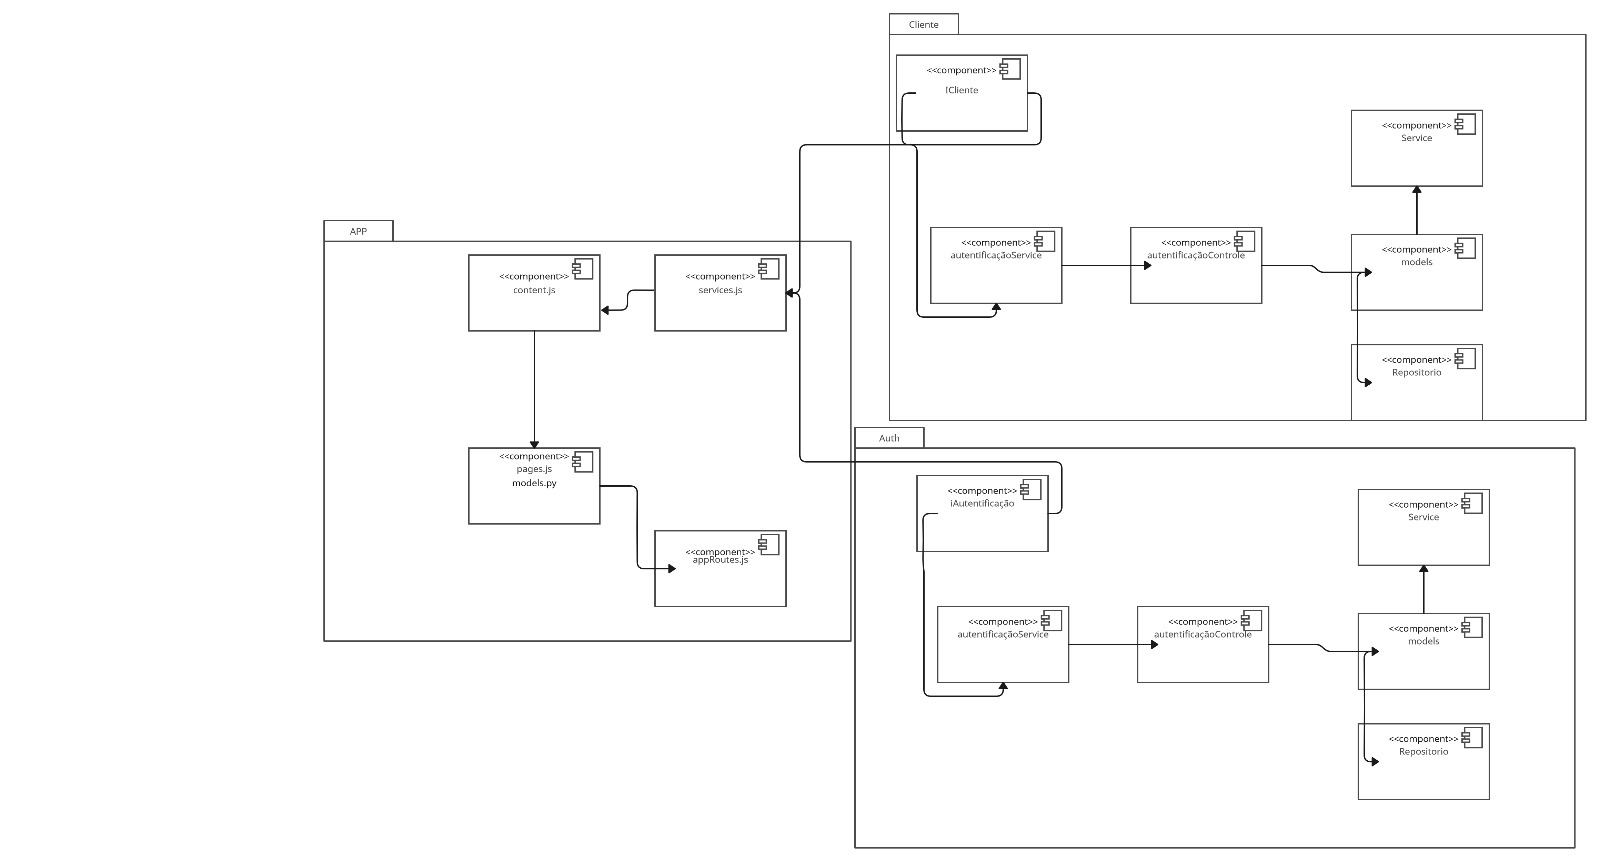 Cliente
<<component>>
ICliente
<<component>>
Service
<<component>>
autentificaçãoService
<<component>>
autentificaçãoControle
<<component>>
models
<<component>>
Repositorio
APP
<<component>>
content.js
<<component>>
services.js
<<component>>
pages.js
models.py
<<component>>
appRoutes.js
Auth
<<component>>
iAutentificação
<<component>>
Service
<<component>>
autentificaçãoService
<<component>>
autentificaçãoControle
<<component>>
models
<<component>>
Repositorio